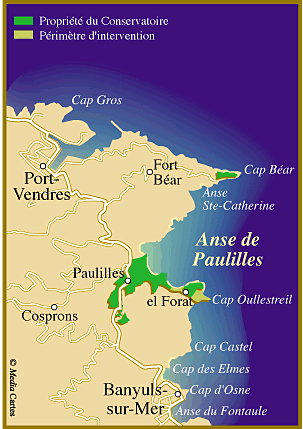 Propriété du Conservatoire
Périmètre d'intervention
Cap Gros
Port-
Vendres
Fort
Béar
Cap Béar
Anse
Ste-Catherine
Anse de
Paulilles
Paulilles
el Forat
Cap Oullestreil
Cosprons
Cap Castel
Cap des Elmes
Banyuls-
sur-Mer
Cap d'Osne
Anse du Fontaule
© Média Cartes